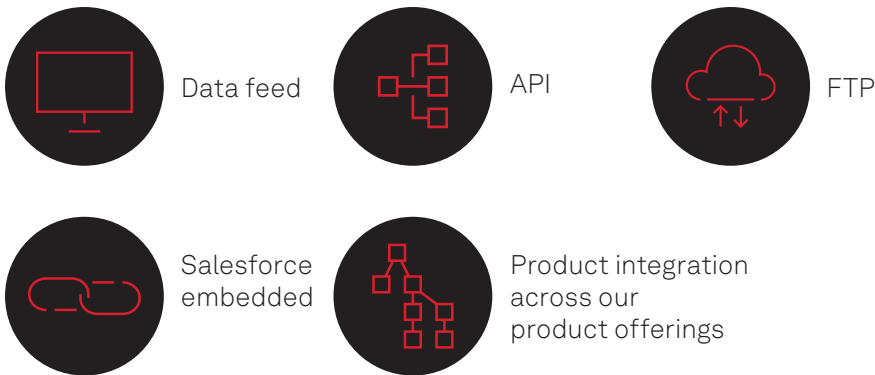 Data feed
API
FTP
Salesforce
embedded
Product integration
across our
product offerings